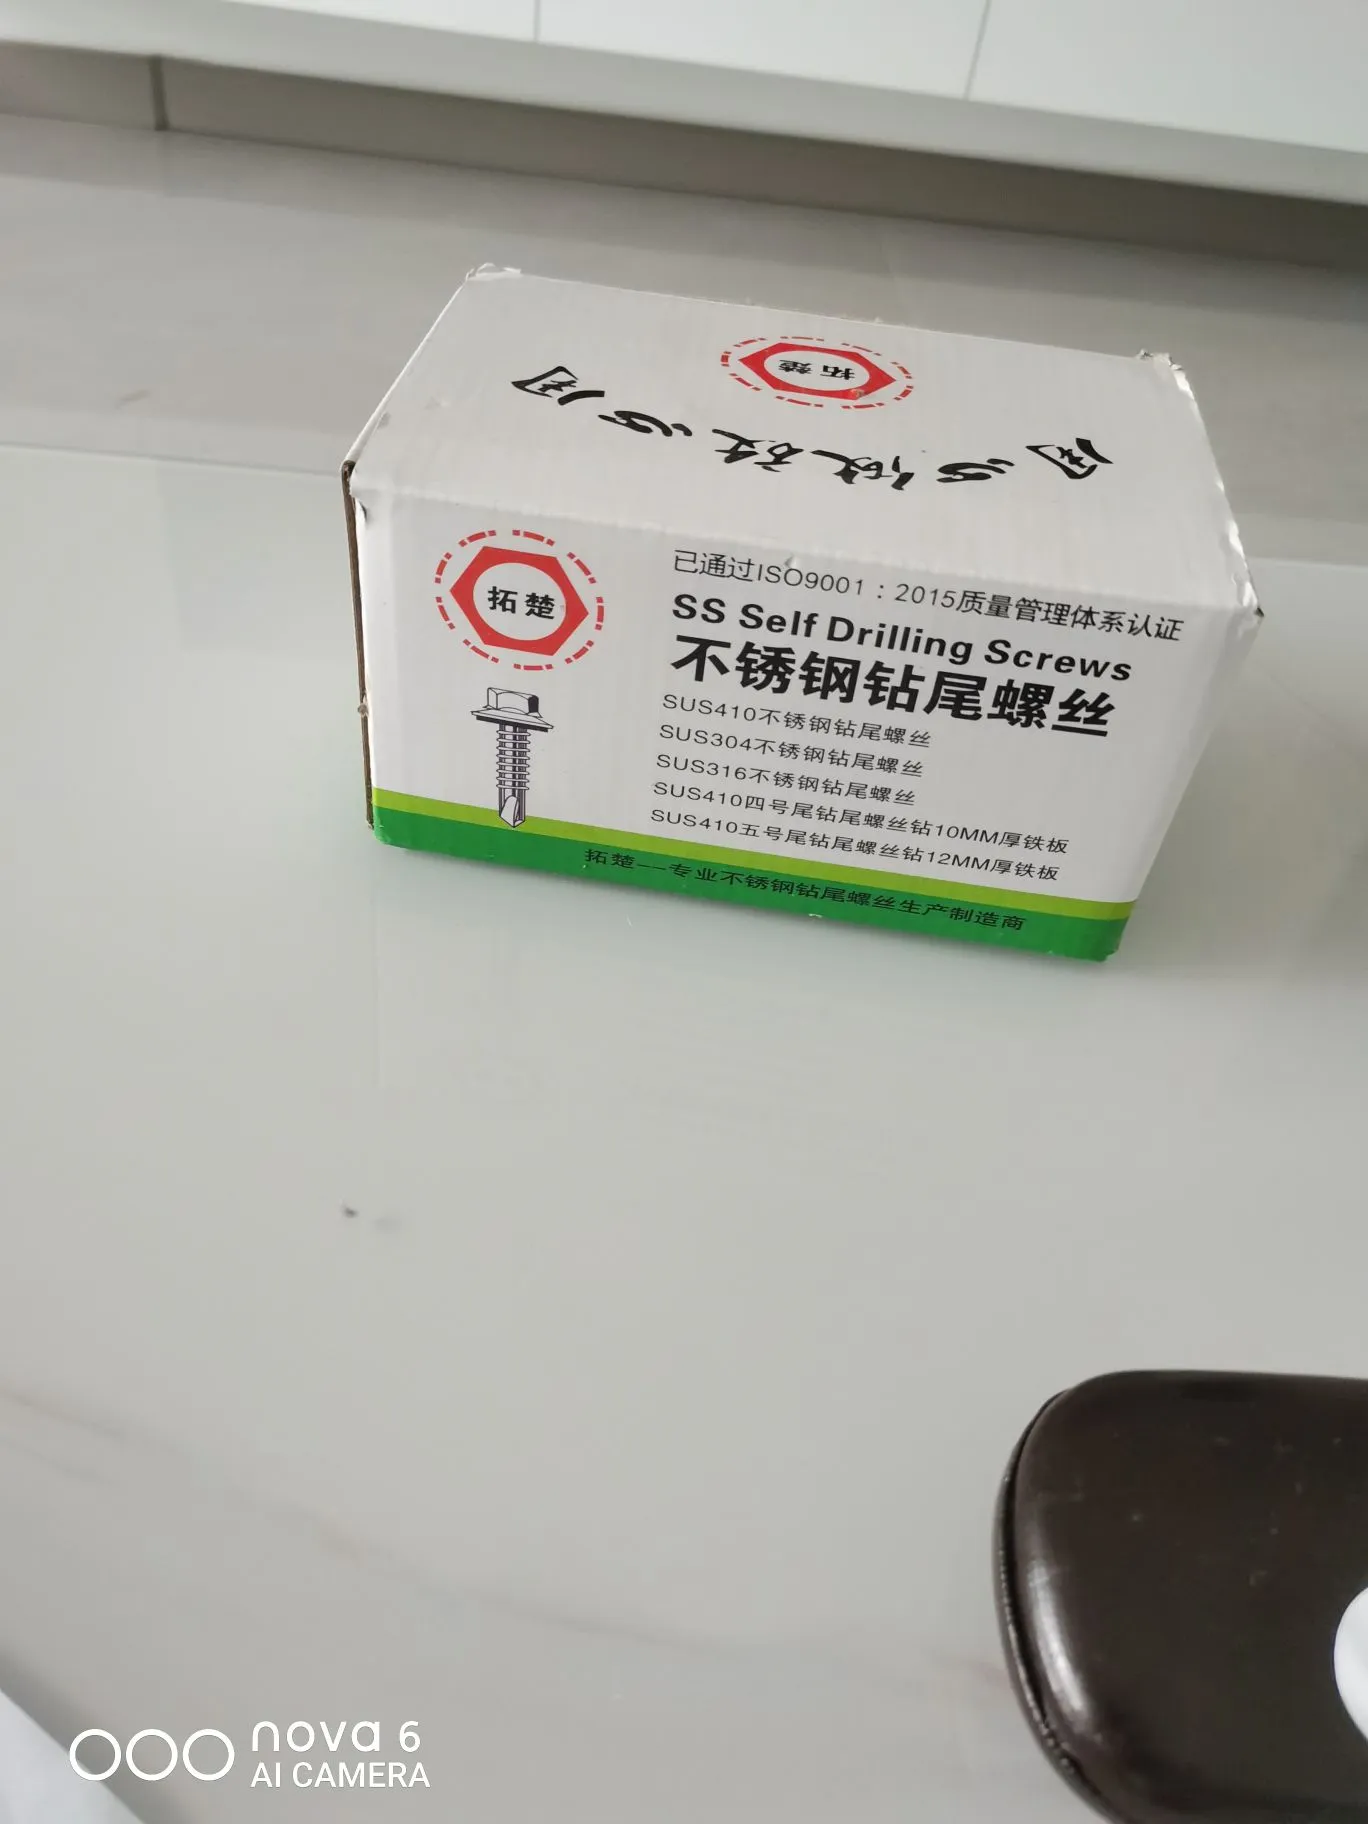 拓楚
用心做放心用
拓楚
已通过ISO9001：2015质量管理体系认证
SS Self Drilling Screws
不锈钢钻尾螺丝
SUS410不锈钢钻尾螺丝
SUS304不锈钢钻尾螺丝
SUS316不锈钢钻尾螺丝
SUS410四号尾钻尾螺丝钻10MM厚铁板
SUS410五号尾钻尾螺丝钻12MM厚铁板
拓楚——专业不锈钢钻尾螺丝生产制造商
nova 6
AI CAMERA